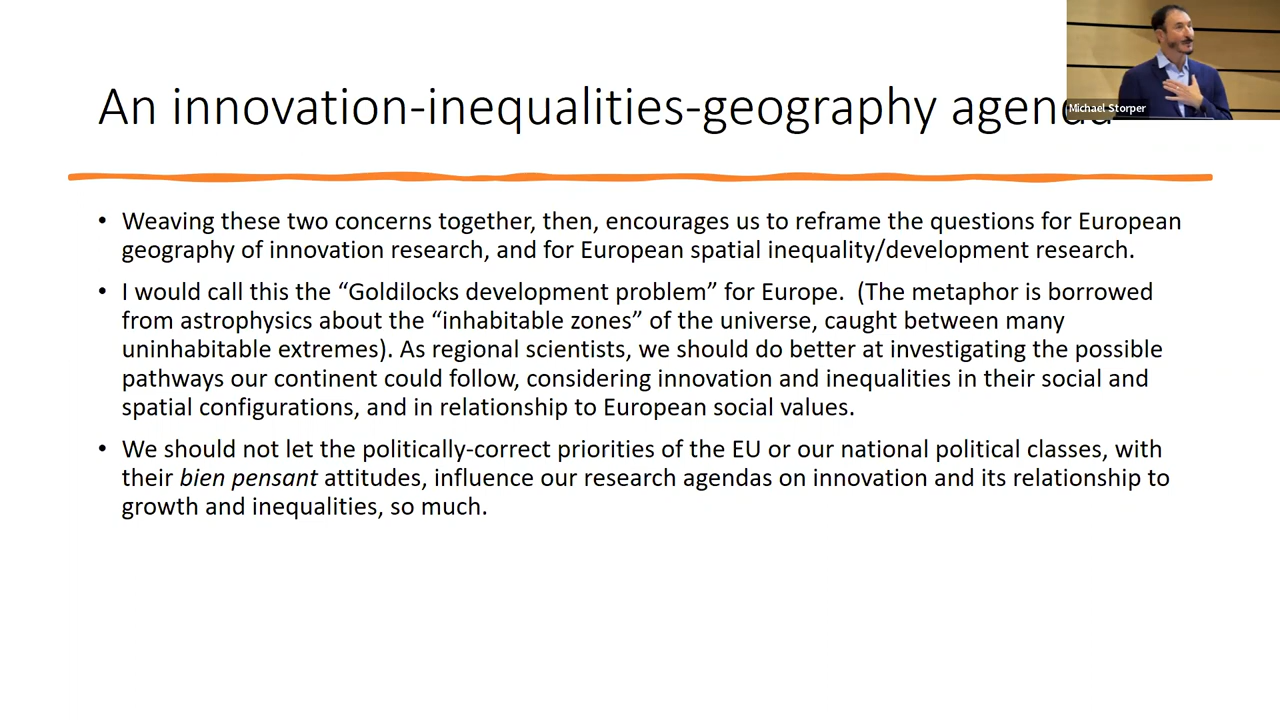 An innovation-inequalities-geography agenda
Michael Storper
• Weaving these two concerns together, then, encourages us to reframe the questions for European
geography of innovation research, and for European spatial inequality/development research.
• I would call this the “Goldilocks development problem” for Europe.  (The metaphor is borrowed
from astrophysics about the “inhabitable zones” of the universe, caught between many
uninhabitable extremes). As regional scientists, we should do better at investigating the possible
pathways our continent could follow, considering innovation and inequalities in their social and
spatial configurations, and in relationship to European social values.
• We should not let the politically-correct priorities of the EU or our national political classes, with
their bien pensant attitudes, influence our research agendas on innovation and its relationship to
growth and inequalities, so much.